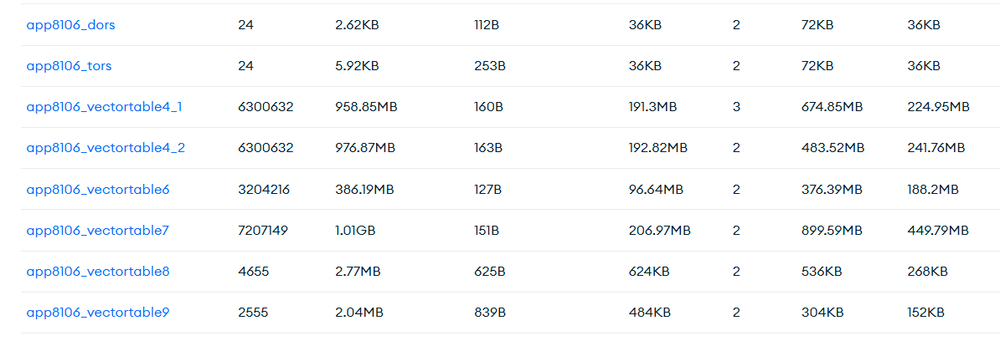 app8106_dors 24 2.62KB 112B 36KB 2 72KB 36KB
app8106_tors 24 5.92KB 253B 36KB 2 72KB 36KB
app8106_vectortable4_1 6300632 958.85MB 160B 191.3MB 3 674.85MB 224.95MB
app8106_vectortable4_2 6300632 976.87MB 163B 192.82MB 2 483.52MB 241.76MB
app8106_vectortable6 3204216 386.19MB 127B 96.64MB 2 376.39MB 188.2MB
app8106_vectortable7 7207149 1.01GB 151B 206.97MB 2 899.59MB 449.79MB
app8106_vectortable8 4655 2.77MB 625B 624KB 2 536KB 268KB
app8106_vectortable9 2555 2.04MB 839B 484KB 2 304KB 152KB